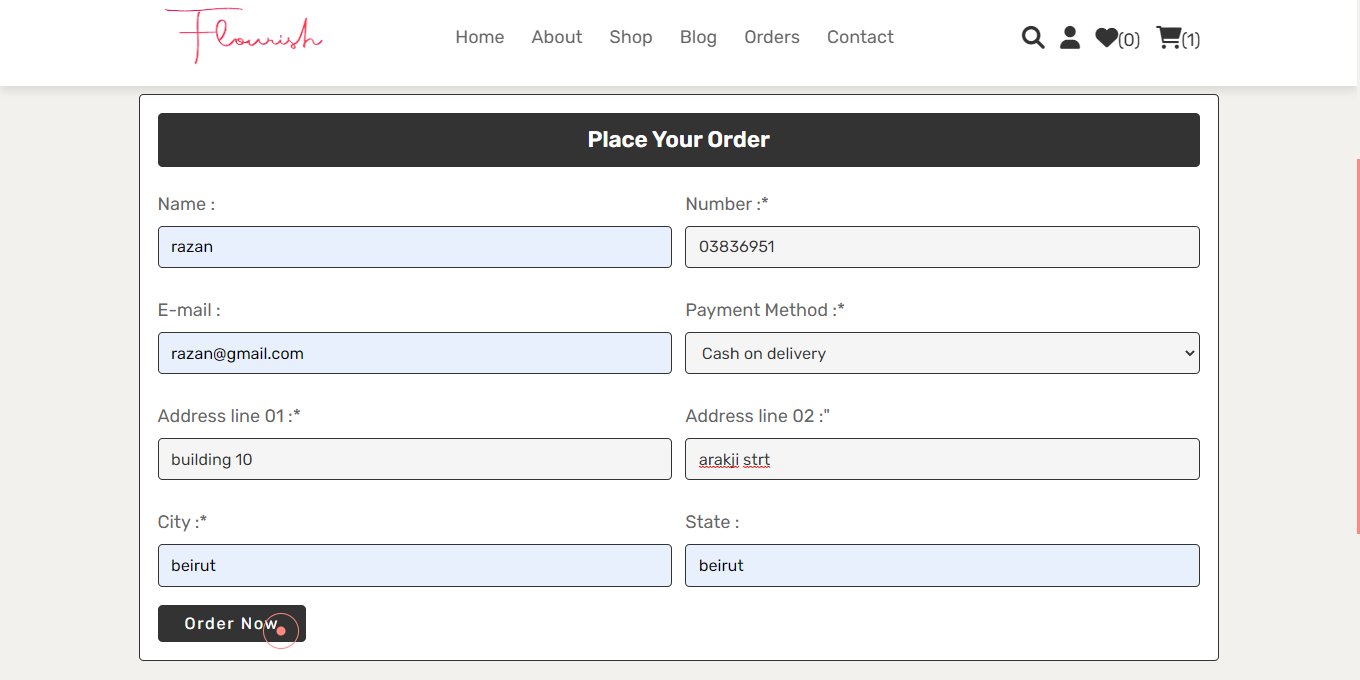 Flourish
Home About Shop Blog Orders Contact (0) (1)
Place Your Order
Name :
Number :*
razan
03836951
E-mail :
Payment Method :*
razan@gmail.com
Cash on delivery
Address line 01 :*
Address line 02 :"
building 10
arakji strt
City :*
State :
beirut
beirut
Order Now